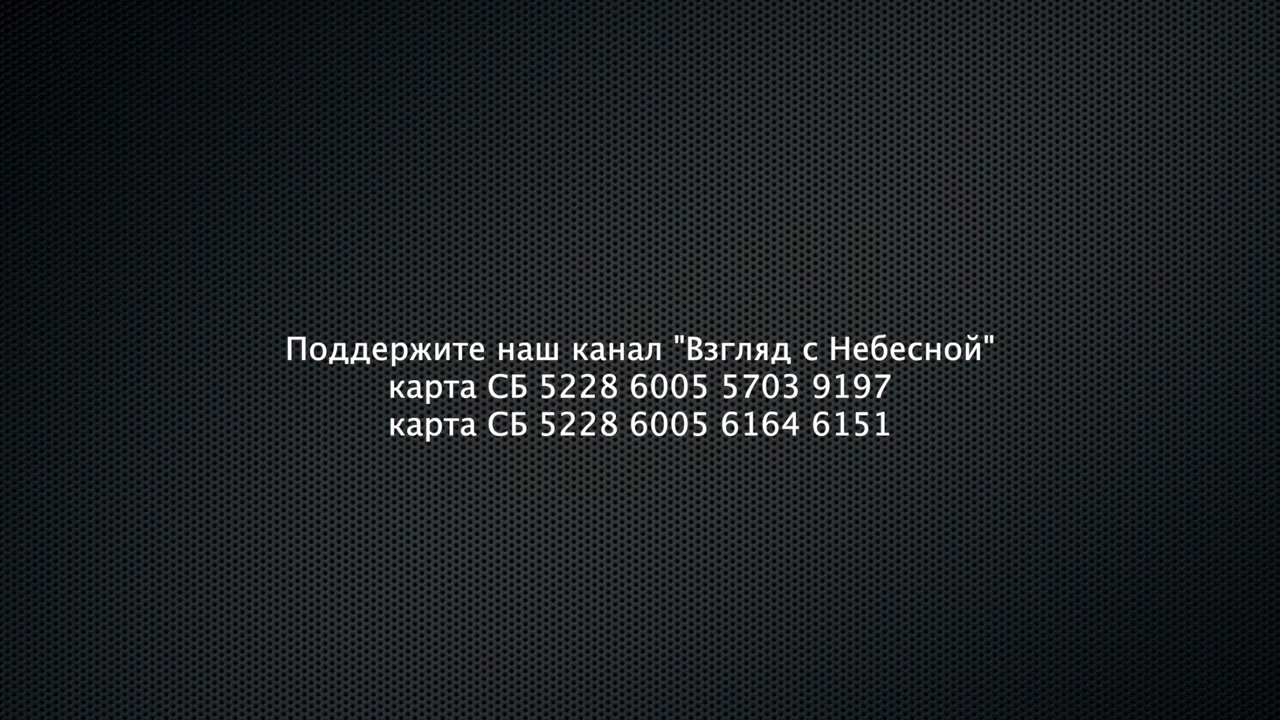 Поддержите наш канал "Взгляд с Небесной"
карта СБ 5228 6005 5703 9197
карта СБ 5228 6005 6164 6151